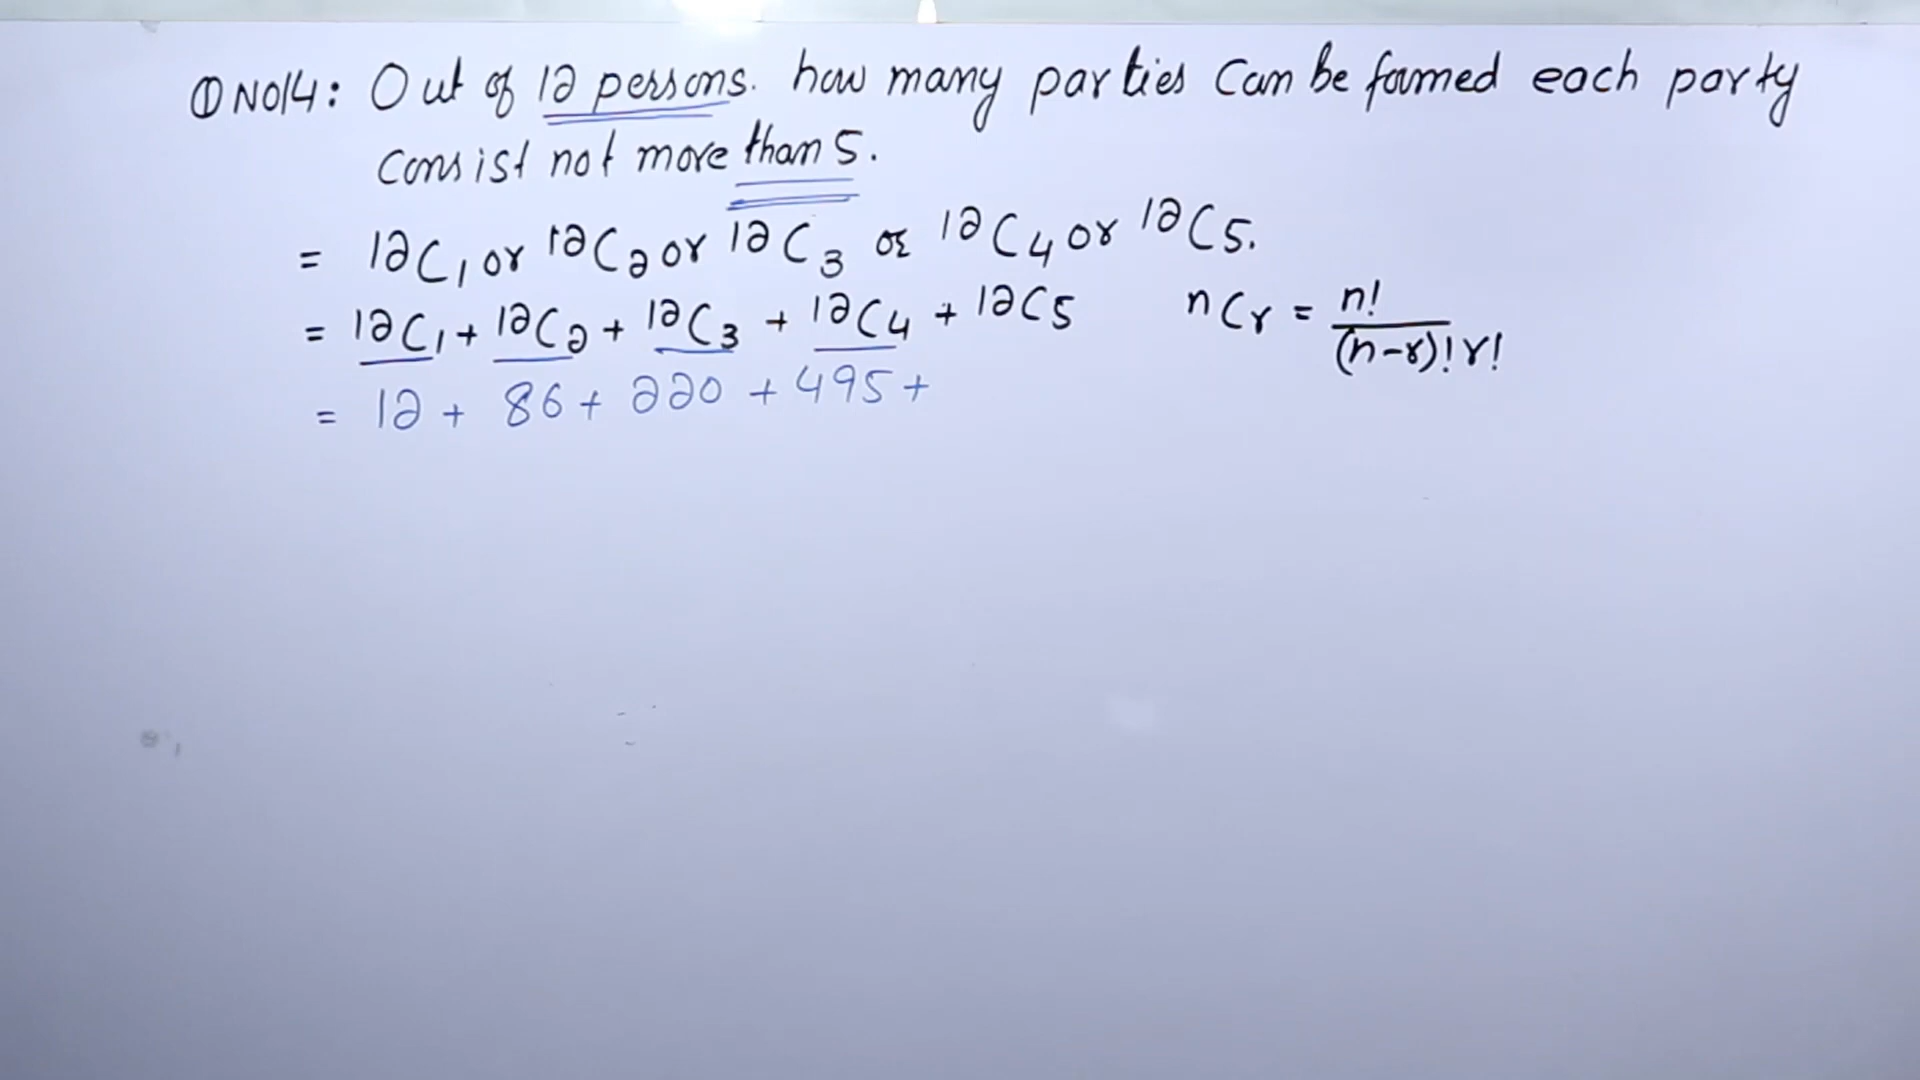 QNO14: Out of 12 persons. how many parties Can be formed each party
Consist not more than 5.
= 12C1 or 12C2 or 12C3 or 12C4 or 12C5.
= 12C1 + 12C2 + 12C3 + 12C4 + 12C5 nCr = n! / (n-r)! r!
= 12 + 86 + 220 + 495 +